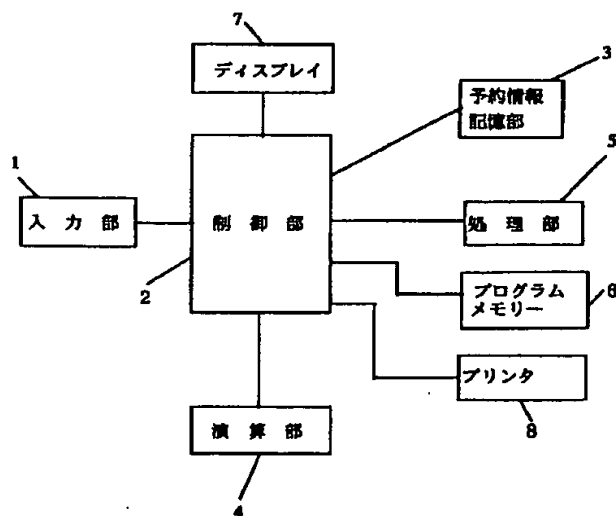 7
ディスプレイ
3
予約情報
記憶部
1
入力部
制御部
2
5
処理部
プログラム
メモリー
6
プリンタ
8
演算部
4